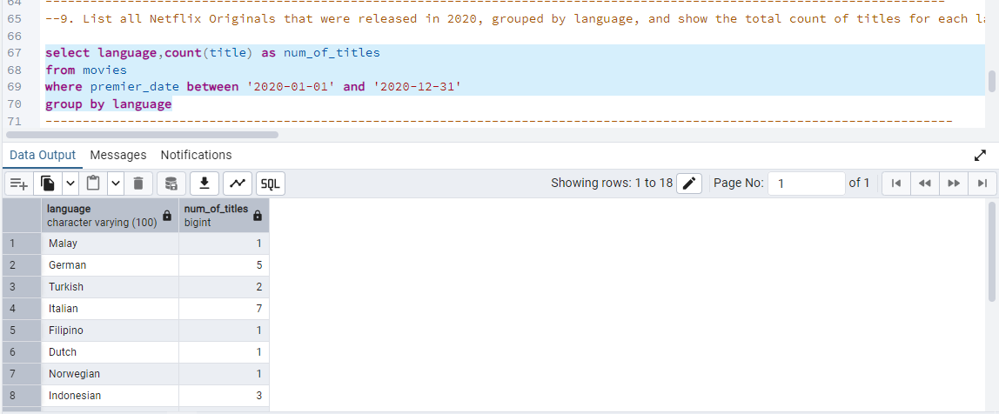 64
65 --9. List all Netflix Originals that were released in 2020, grouped by language, and show the total count of titles for each
66
67 select language,count(title) as num_of_titles
68 from movies
69 where premier_date between '2020-01-01' and '2020-12-31'
70 group by language
71 ------------------------------------------------------------------------------------------------------------------------
Data Output Messages Notifications
SQL Showing rows: 1 to 18 Page No: 1 of 1
language num_of_titles
character varying (100) bigint
1 Malay 1
2 German 5
3 Turkish 2
4 Italian 7
5 Filipino 1
6 Dutch 1
7 Norwegian 1
8 Indonesian 3